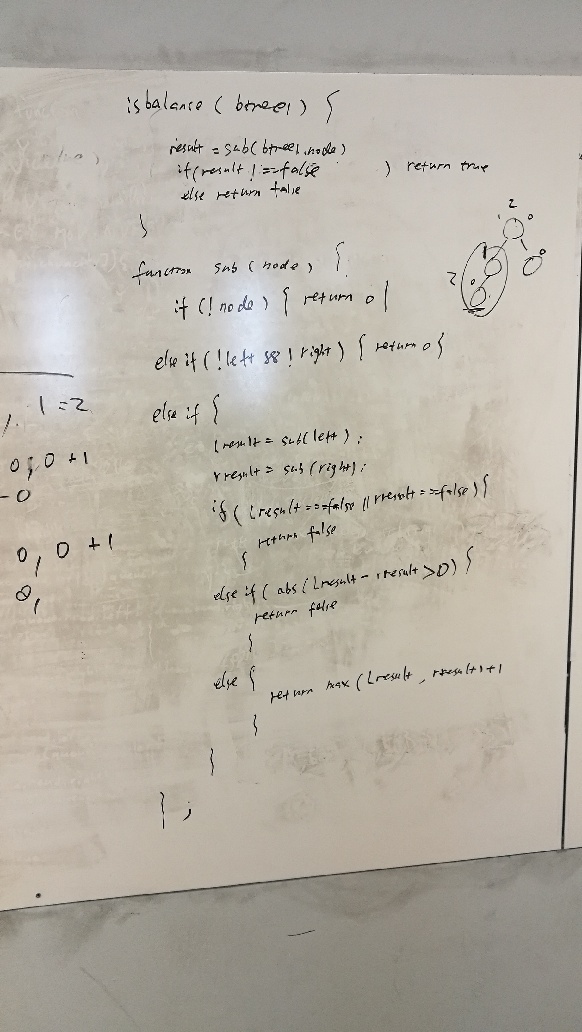 isbalance ( btree1 ) {
result = sub( btree1.node)
if(result !==false ) return true
else return false
}
function sub ( node ) {
if (! node ) { return 0 }
else if ( ! left && ! right ) { return 0 }
else if {
lresult = sub(left) ;
rresult = sub (right) ;
if( Lresult ===false || rresult ===false) {
return false
}
else if ( abs ( Lresult - rresult >0 ) {
return false
}
else {
return max ( Lresult , rresult)+1
}
}
} ;
2
1
0
1
0
0
2
1 = 2
0, 0 +1
- 0
0, 0 +1
0,